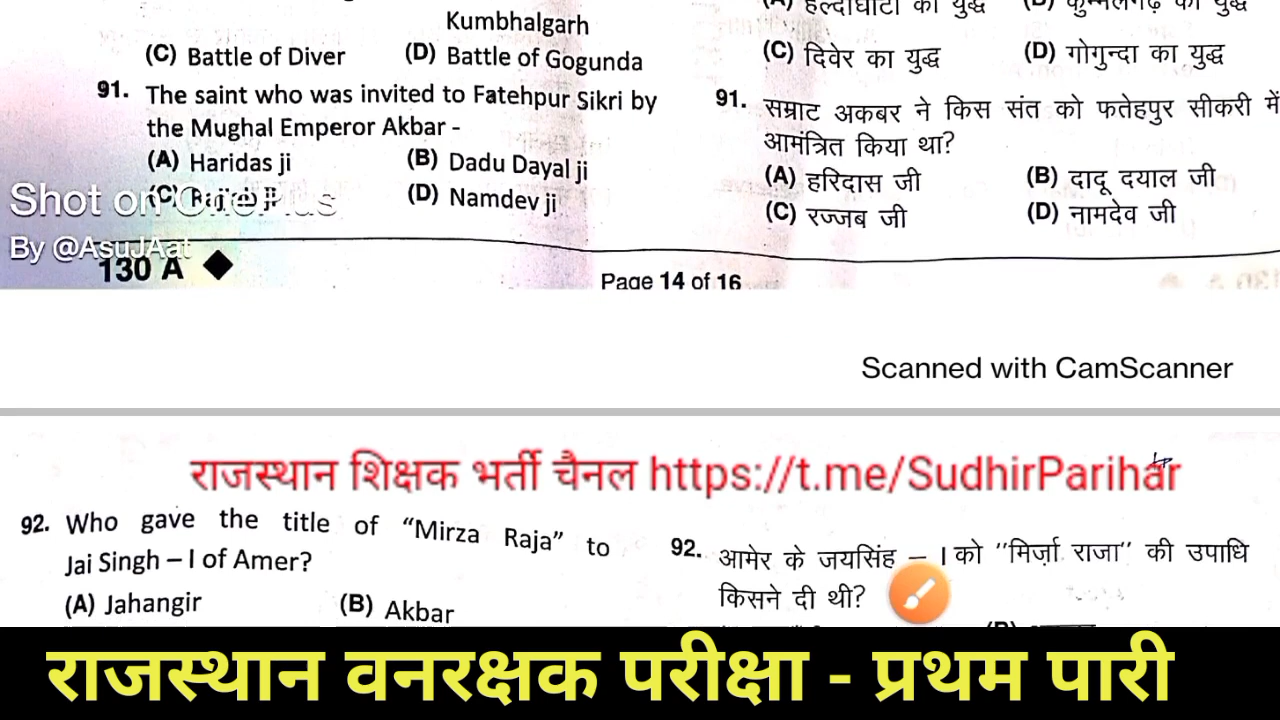 Kumbhalgarh
(C) Battle of Diver (D) Battle of Gogunda
91. The saint who was invited to Fatehpur Sikri by
the Mughal Emperor Akbar -
(A) Haridas ji (B) Dadu Dayal ji
(C) (D) Namdev ji
Shot on OnePlus
By @AsuJAat
130 A ◆
Page 14 of 16
(A) हल्दीघाटी का युद्ध (B) कुम्भलगढ़ का युद्ध
(C) दिवेर का युद्ध (D) गोगुन्दा का युद्ध
91. सम्राट अकबर ने किस संत को फतेहपुर सीकरी में
आमंत्रित किया था?
(A) हरिदास जी (B) दादू दयाल जी
(C) रज्जब जी (D) नामदेव जी
Scanned with CamScanner
राजस्थान शिक्षक भर्ती चैनल https://t.me/SudhirParihar
92. Who gave the title of “Mirza Raja” to
Jai Singh – I of Amer?
(A) Jahangir (B) Akbar
92. आमेर के जयसिंह – I को ''मिर्ज़ा राजा'' की उपाधि
किसने दी थी?
राजस्थान वनरक्षक परीक्षा - प्रथम पारी